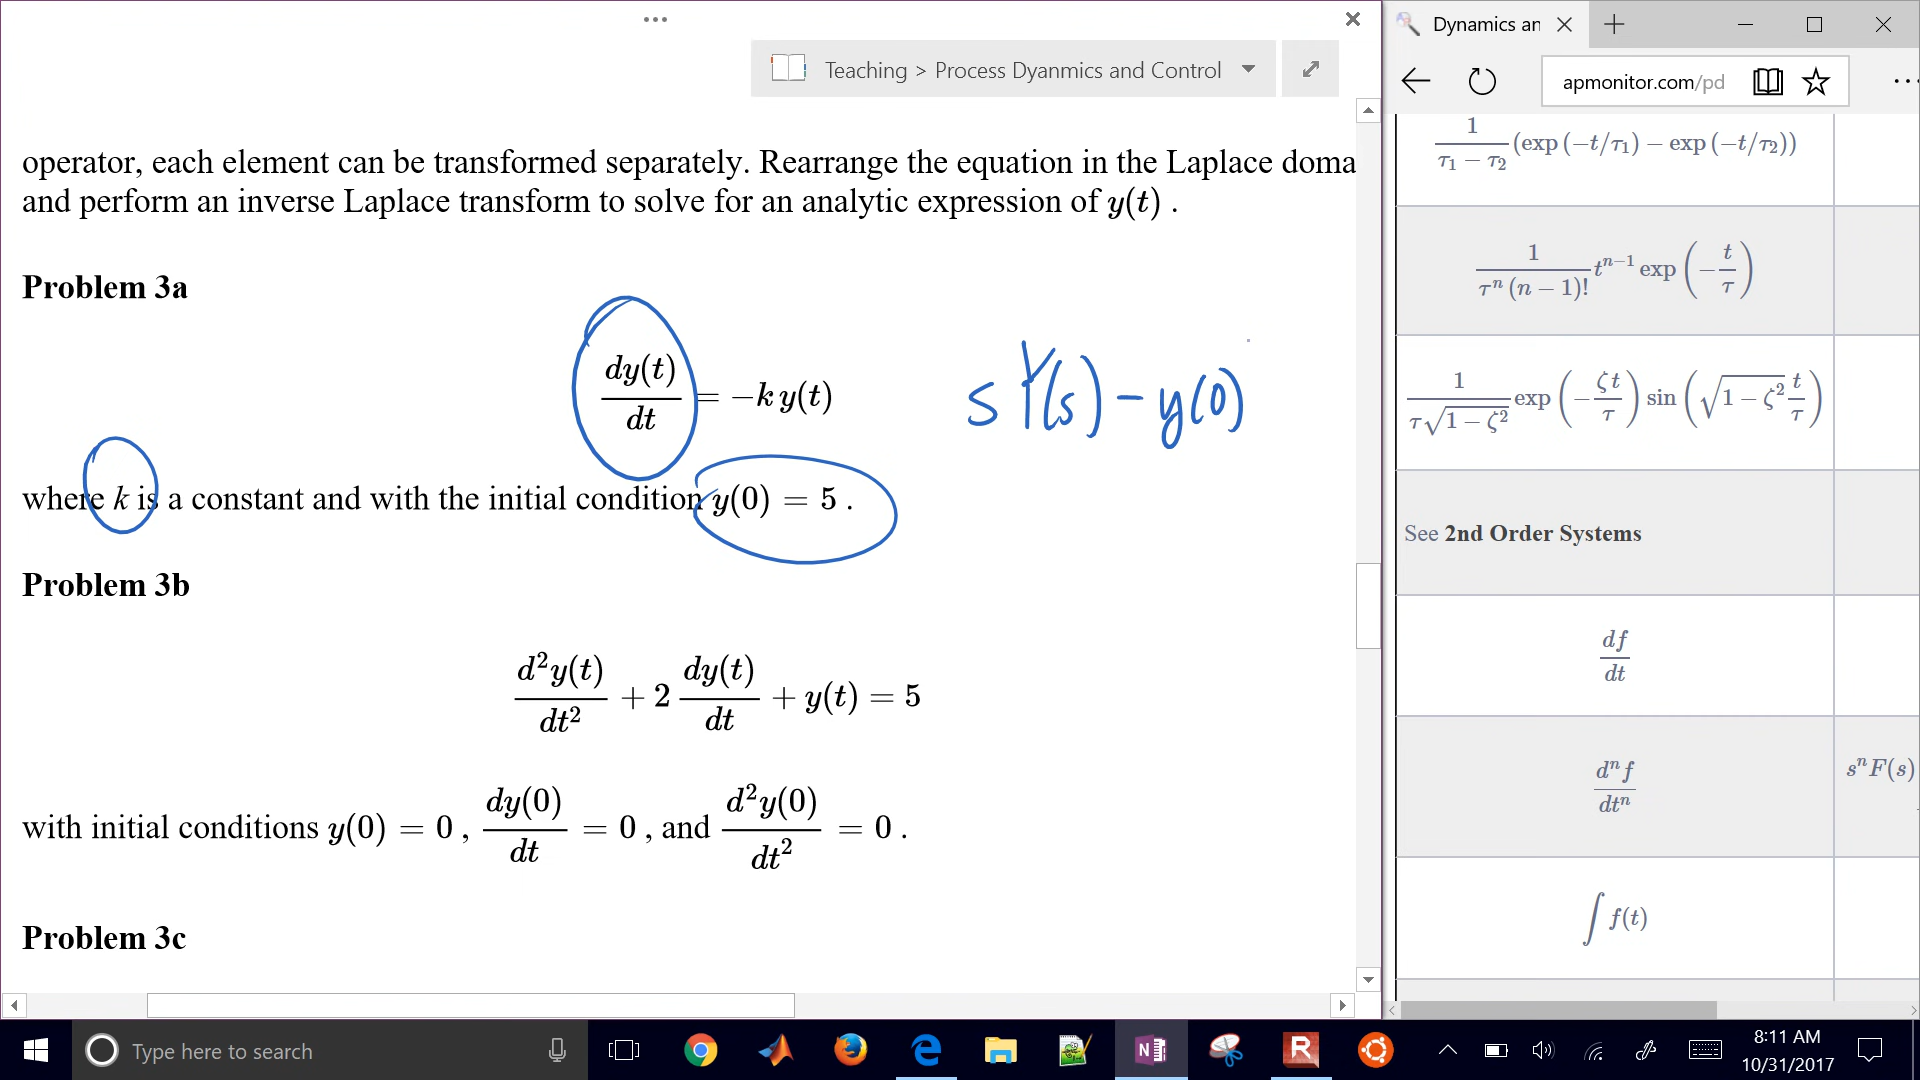 Teaching > Process Dyanmics and Control
operator, each element can be transformed separately. Rearrange the equation in the Laplace doma
and perform an inverse Laplace transform to solve for an analytic expression of y(t) .
Problem 3a
dy(t)/dt = −k y(t)
s Y(s) − y(0)
where k is a constant and with the initial condition y(0) = 5 .
Problem 3b
d²y(t)/dt² + 2 dy(t)/dt + y(t) = 5
with initial conditions y(0) = 0 , dy(0)/dt = 0 , and d²y(0)/dt² = 0 .
Problem 3c
Dynamics an
apmonitor.com/pd
1/(τ₁ − τ₂) (exp (−t/τ₁) − exp (−t/τ₂))
1/(τⁿ (n − 1)!) tⁿ⁻¹ exp (−t/τ)
1/(τ√(1 − ζ²)) exp (−ζt/τ) sin (√(1 − ζ²) t/τ)
See 2nd Order Systems
df/dt
dⁿf/dtⁿ
sⁿF(s)
∫ f(t)
Type here to search
8:11 AM
10/31/2017